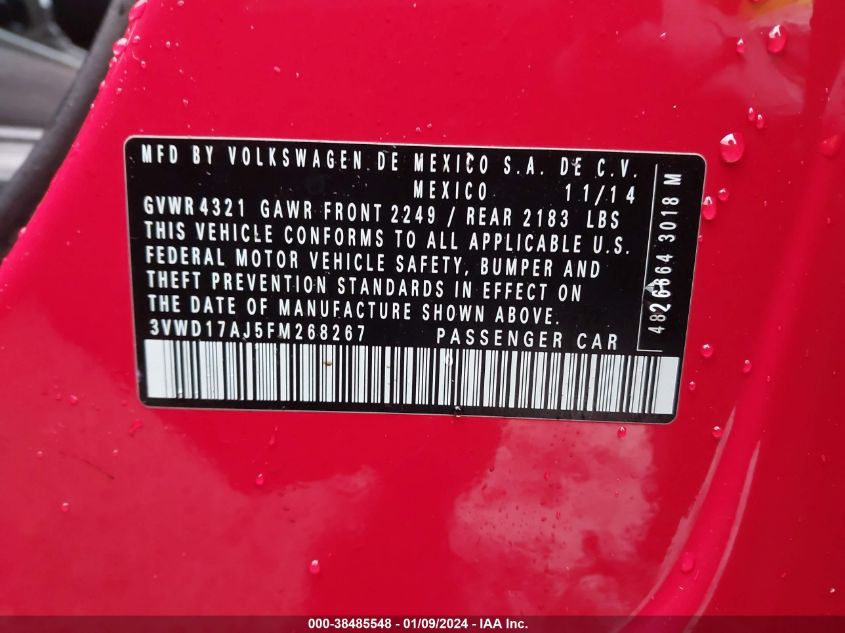 MFD BY VOLKSWAGEN DE MEXICO S.A. DE C.V.
MEXICO 11/14
GVWR 4321 GAWR FRONT 2249 / REAR 2183 LBS
THIS VEHICLE CONFORMS TO ALL APPLICABLE U.S.
FEDERAL MOTOR VEHICLE SAFETY, BUMPER AND
THEFT PREVENTION STANDARDS IN EFFECT ON
THE DATE OF MANUFACTURE SHOWN ABOVE.
3VWD17AJ5FM268267 PASSENGER CAR
3018 M
000-38485548 - 01/09/2024 - IAA Inc.